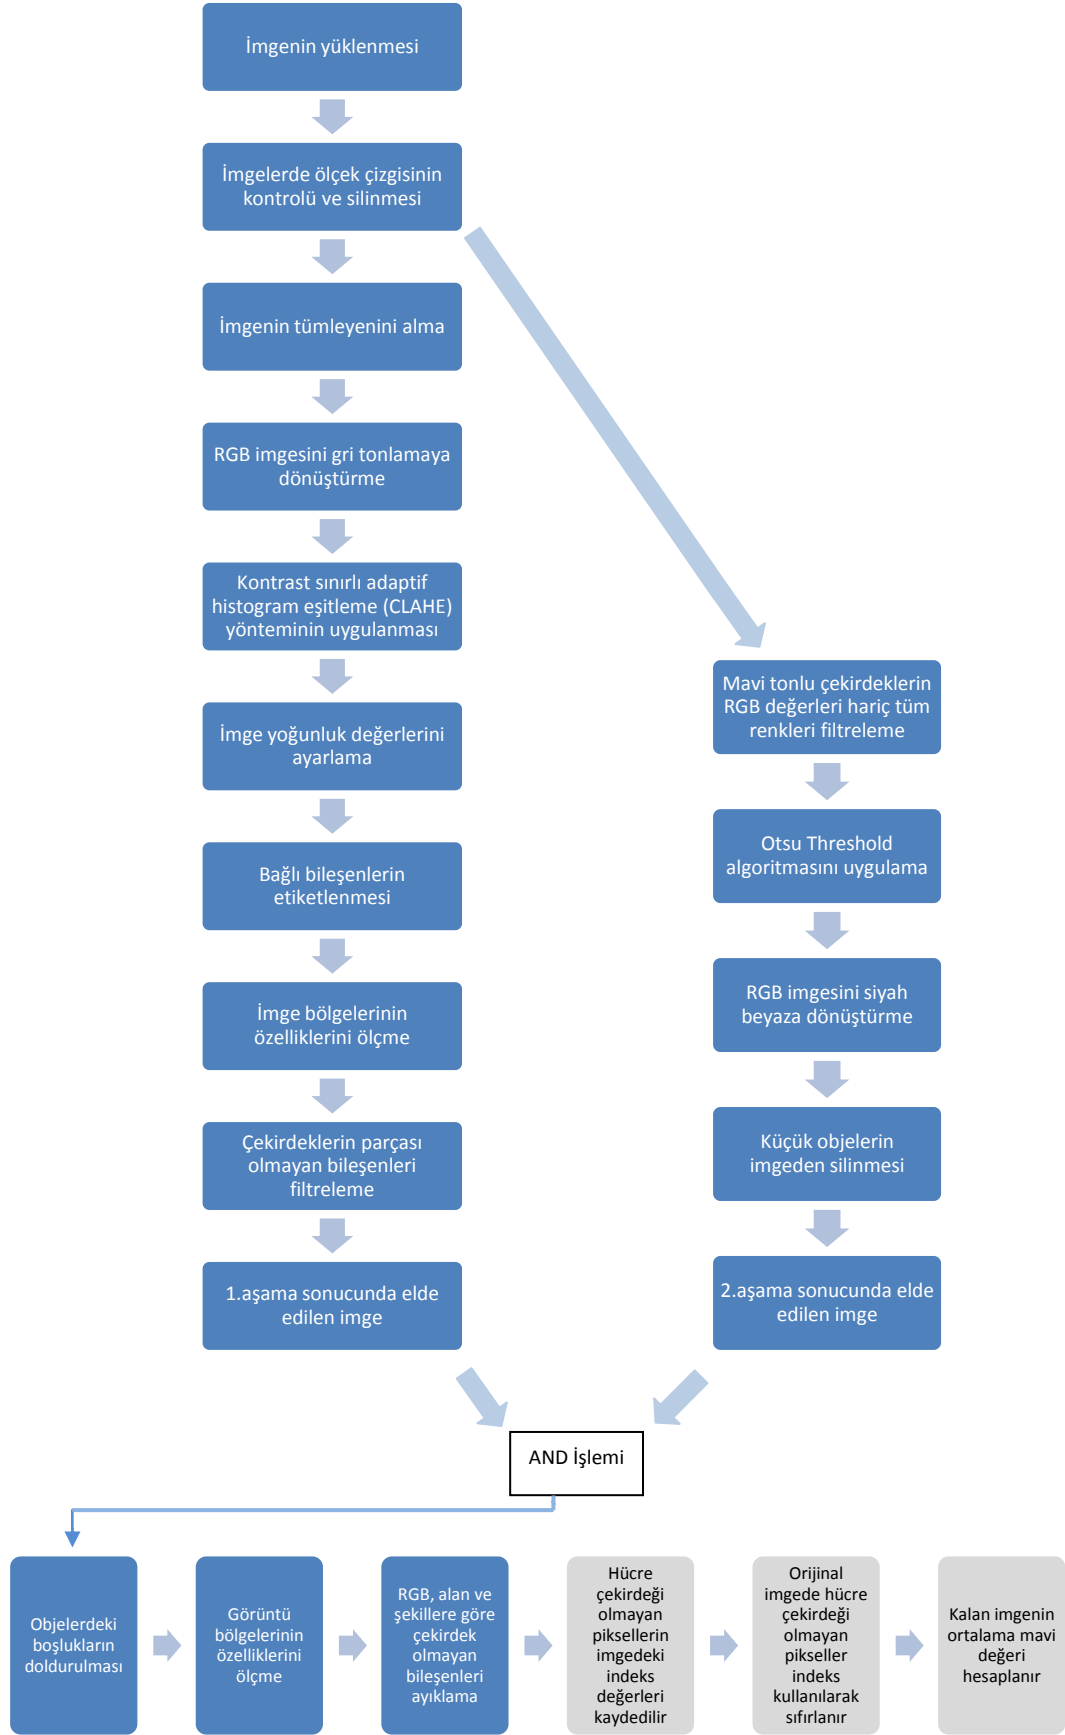 İmgenin yüklenmesi
İmgelerde ölçek çizgisinin
kontrolü ve silinmesi
İmgenin tümleyenini alma
RGB imgesini gri tonlamaya
dönüştürme
Kontrast sınırlı adaptif
histogram eşitleme (CLAHE)
yönteminin uygulanması
İmge yoğunluk değerlerini
ayarlama
Bağlı bileşenlerin
etiketlenmesi
İmge bölgelerinin
özelliklerini ölçme
Çekirdeklerin parçası
olmayan bileşenleri
filtreleme
1.aşama sonucunda elde
edilen imge
Mavi tonlu çekirdeklerin
RGB değerleri hariç tüm
renkleri filtreleme
Otsu Threshold
algoritmasını uygulama
RGB imgesini siyah
beyaza dönüştürme
Küçük objelerin
imgeden silinmesi
2.aşama sonucunda elde
edilen imge
AND İşlemi
Objelerdeki
boşlukların
doldurulması
Görüntü
bölgelerinin
özelliklerini
ölçme
RGB, alan ve
şekillere göre
çekirdek
olmayan
bileşenleri
ayıklama
Hücre
çekirdeği
olmayan
piksellerin
imgedeki
indeks
değerleri
kaydedilir
Orijinal
imgede hücre
çekirdeği
olmayan
pikseller
indeks
kullanılarak
sıfırlanır
Kalan imgenin
ortalama mavi
değeri
hesaplanır